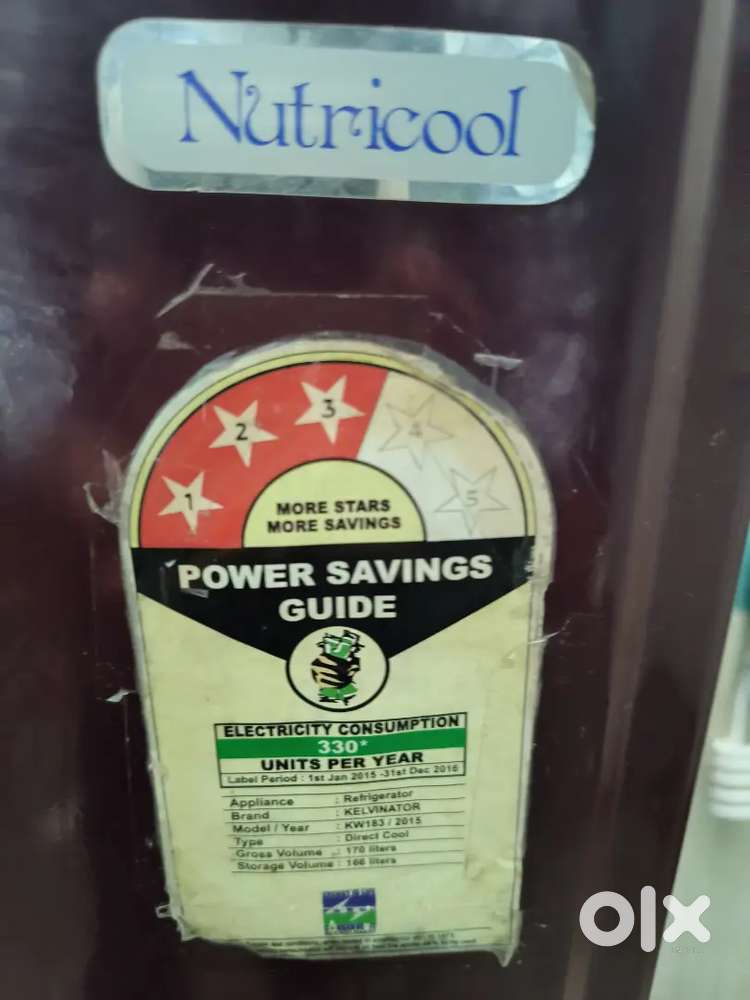 Nutricool
1 2 3 4 5
MORE STARS
MORE SAVINGS
POWER SAVINGS
GUIDE
ELECTRICITY CONSUMPTION
330*
UNITS PER YEAR
Label Period : 1st Jan 2015 -31st Dec 2016
Appliance : Refrigerator
Brand : KELVINATOR
Model / Year : KW183 / 2015
Type : Direct Cool
Gross Volume : 170 liters
Storage Volume : 166 liters
olx